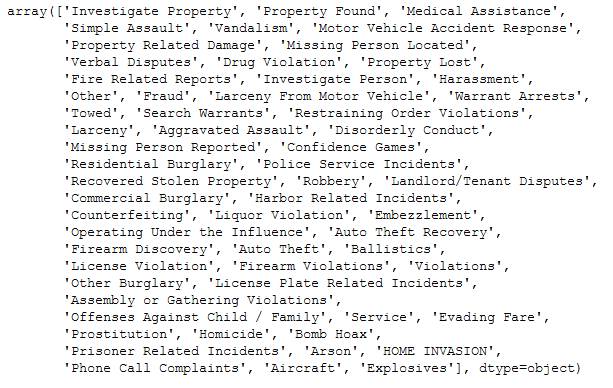 array(['Investigate Property', 'Property Found', 'Medical Assistance',
'Simple Assault', 'Vandalism', 'Motor Vehicle Accident Response',
'Property Related Damage', 'Missing Person Located',
'Verbal Disputes', 'Drug Violation', 'Property Lost',
'Fire Related Reports', 'Investigate Person', 'Harassment',
'Other', 'Fraud', 'Larceny From Motor Vehicle', 'Warrant Arrests',
'Towed', 'Search Warrants', 'Restraining Order Violations',
'Larceny', 'Aggravated Assault', 'Disorderly Conduct',
'Missing Person Reported', 'Confidence Games',
'Residential Burglary', 'Police Service Incidents',
'Recovered Stolen Property', 'Robbery', 'Landlord/Tenant Disputes',
'Commercial Burglary', 'Harbor Related Incidents',
'Counterfeiting', 'Liquor Violation', 'Embezzlement',
'Operating Under the Influence', 'Auto Theft Recovery',
'Firearm Discovery', 'Auto Theft', 'Ballistics',
'License Violation', 'Firearm Violations', 'Violations',
'Other Burglary', 'License Plate Related Incidents',
'Assembly or Gathering Violations',
'Offenses Against Child / Family', 'Service', 'Evading Fare',
'Prostitution', 'Homicide', 'Bomb Hoax',
'Prisoner Related Incidents', 'Arson', 'HOME INVASION',
'Phone Call Complaints', 'Aircraft', 'Explosives'], dtype=object)